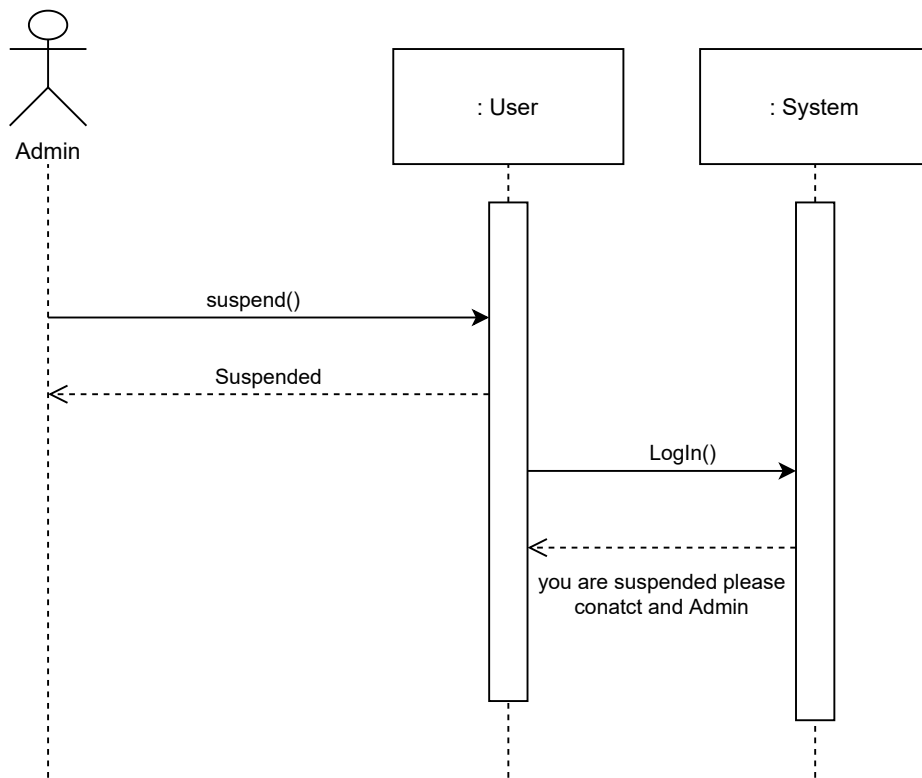 Admin
: User
: System
suspend()
Suspended
LogIn()
you are suspended please
conatct and Admin